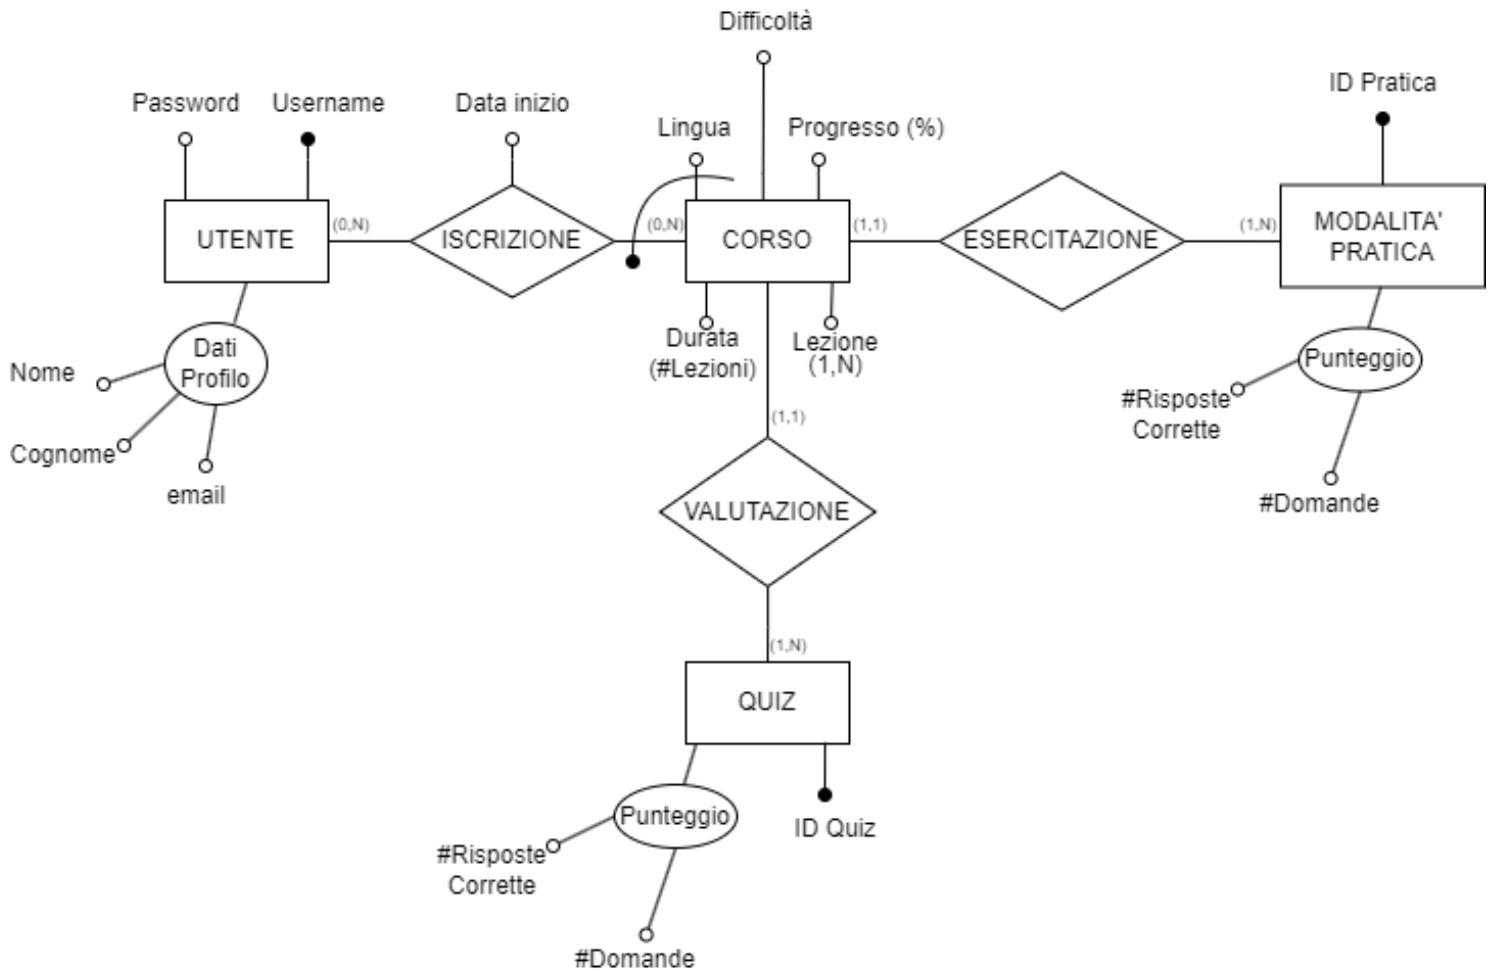 Difficoltà
ID Pratica
Password
Username
Data inizio
Lingua
Progresso (%)
UTENTE
(0,N)
ISCRIZIONE
(0,N)
CORSO
(1,1)
ESERCITAZIONE
(1,N)
MODALITA'
PRATICA
Dati
Profilo
Nome
Cognome
email
Durata
(#Lezioni)
Lezione
(1,N)
Punteggio
#Risposte
Corrette
#Domande
(1,1)
VALUTAZIONE
(1,N)
QUIZ
Punteggio
ID Quiz
#Risposte
Corrette
#Domande